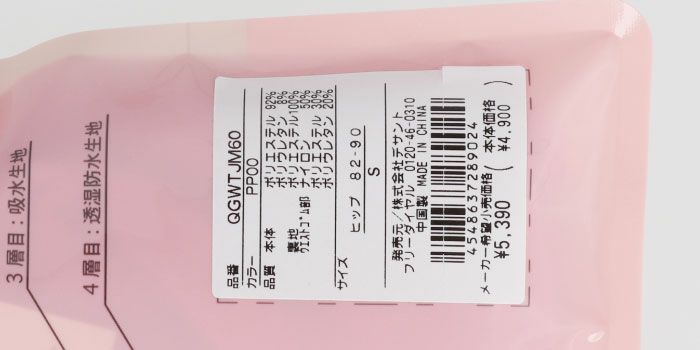 3層目：吸水生地
4層目：透湿防水生地
品番 QGWTJM60
カラー PP00
品質 本体 ポリエステル 92%
ポリウレタン 8%
裏地 ポリエステル100%
ウエストゴム部 ナイロン 50%
ポリエステル 30%
ポリウレタン 20%
サイズ ヒップ 82-90
S
発売元／株式会社デサント
フリーダイヤル 0120-46-0310
中国製 MADE IN CHINA
4548637289024
メーカー希望小売価格 ( 本体価格 )
¥5,390 ( ¥4,900 )